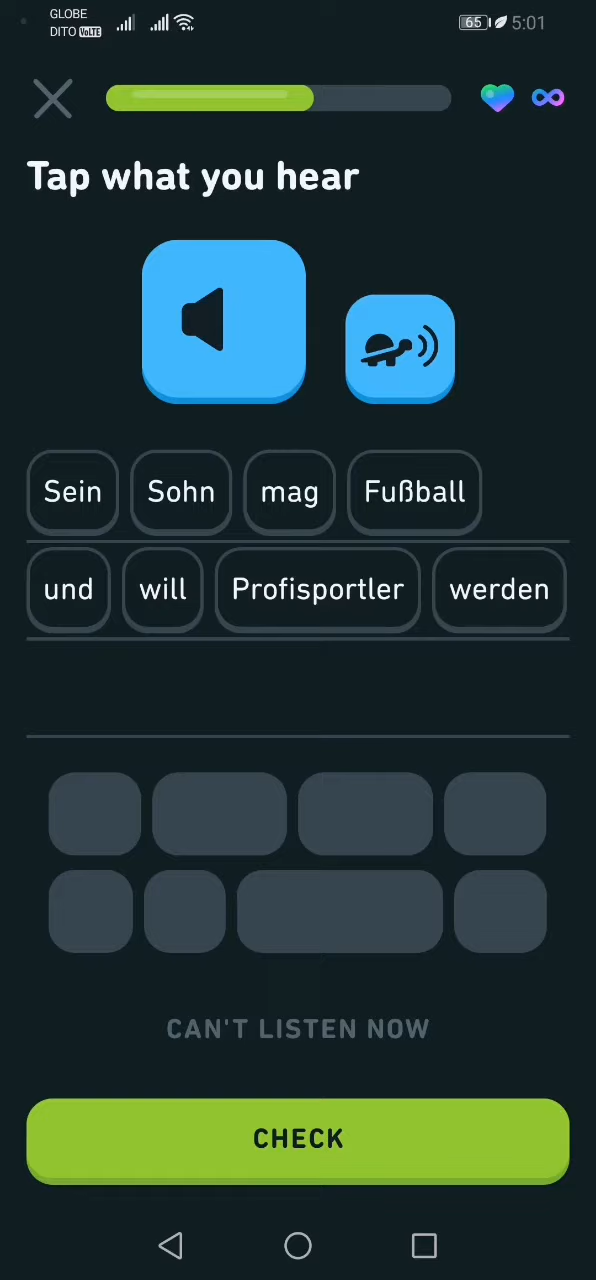 GLOBE
DITO VoLTE 65 5:01
Tap what you hear
Sein Sohn mag Fußball
und will Profisportler werden
CAN'T LISTEN NOW
CHECK